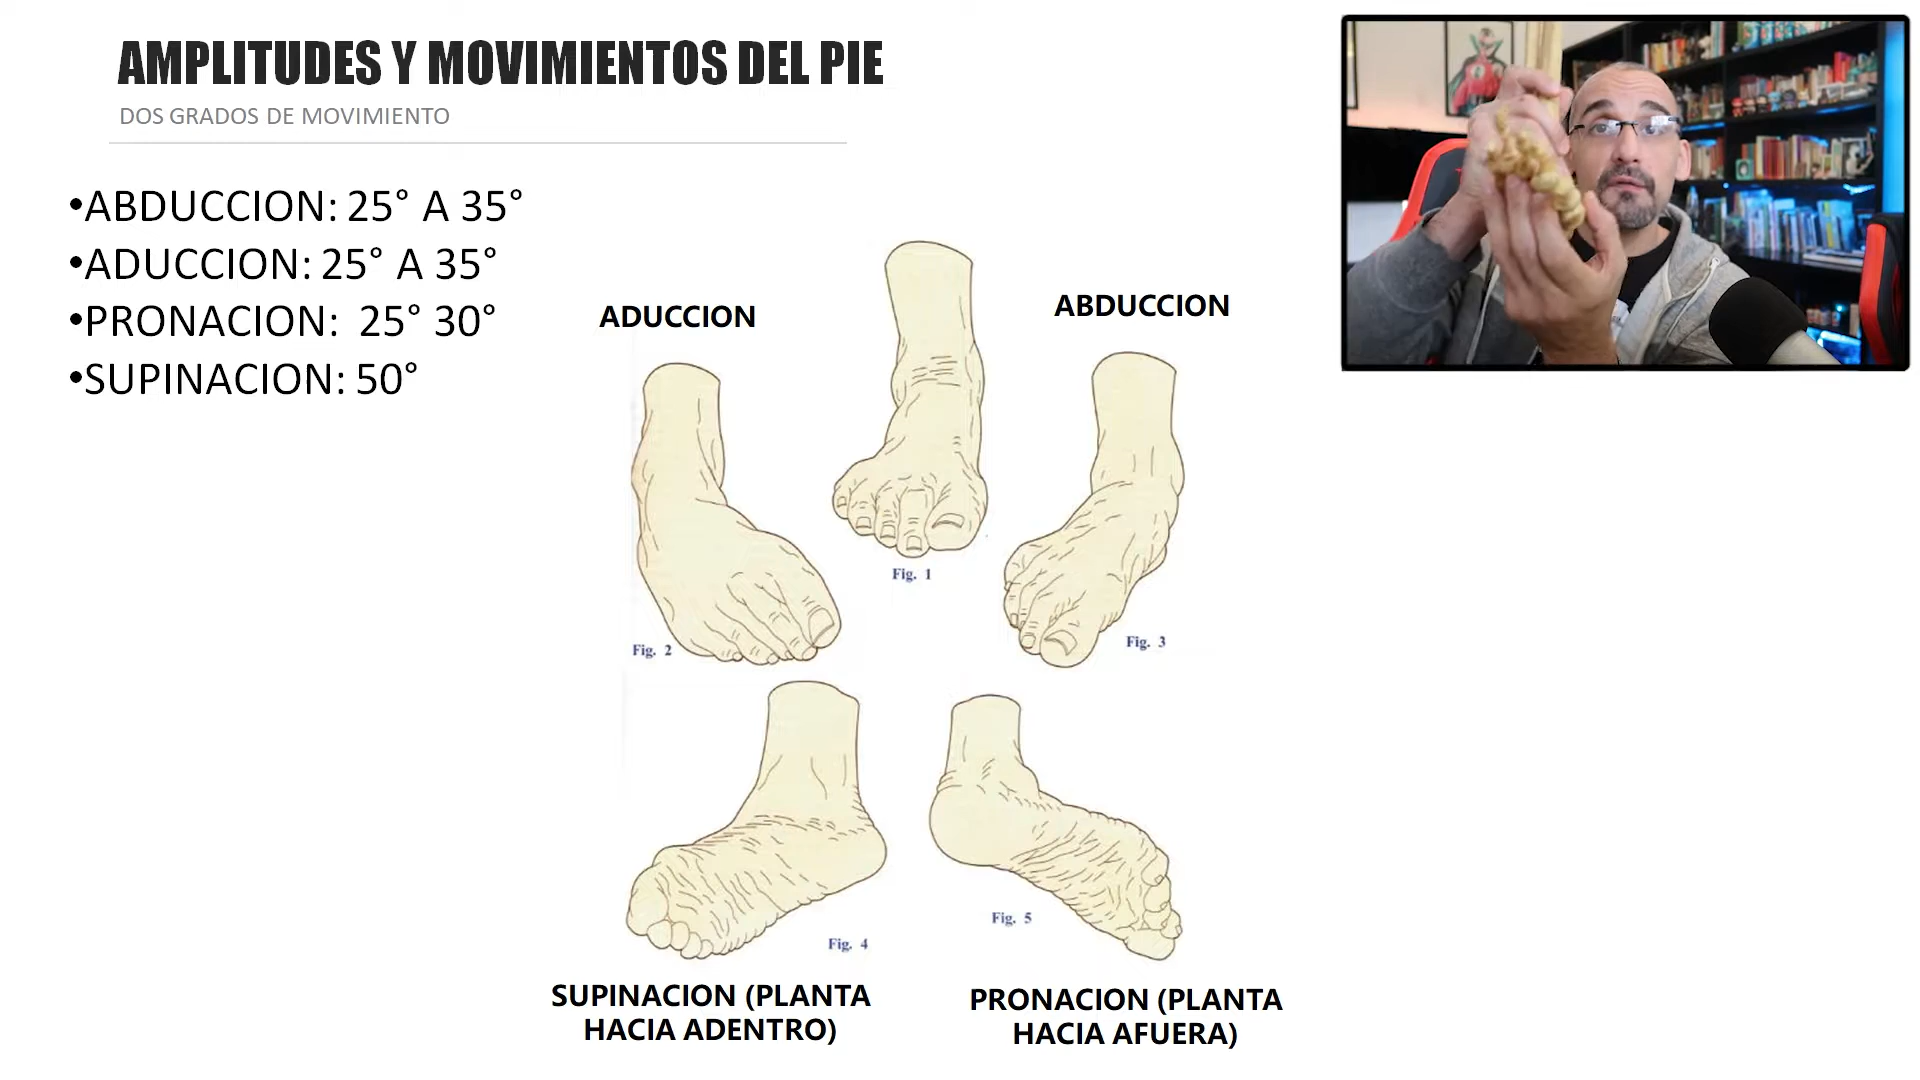 AMPLITUDES Y MOVIMIENTOS DEL PIE
DOS GRADOS DE MOVIMIENTO
•ABDUCCION: 25° A 35°
•ADUCCION: 25° A 35°
•PRONACION:  25° 30°
•SUPINACION: 50°
ADUCCION
ABDUCCION
Fig. 1
Fig. 2
Fig. 3
Fig. 4
Fig. 5
SUPINACION (PLANTA
HACIA ADENTRO)
PRONACION (PLANTA
HACIA AFUERA)